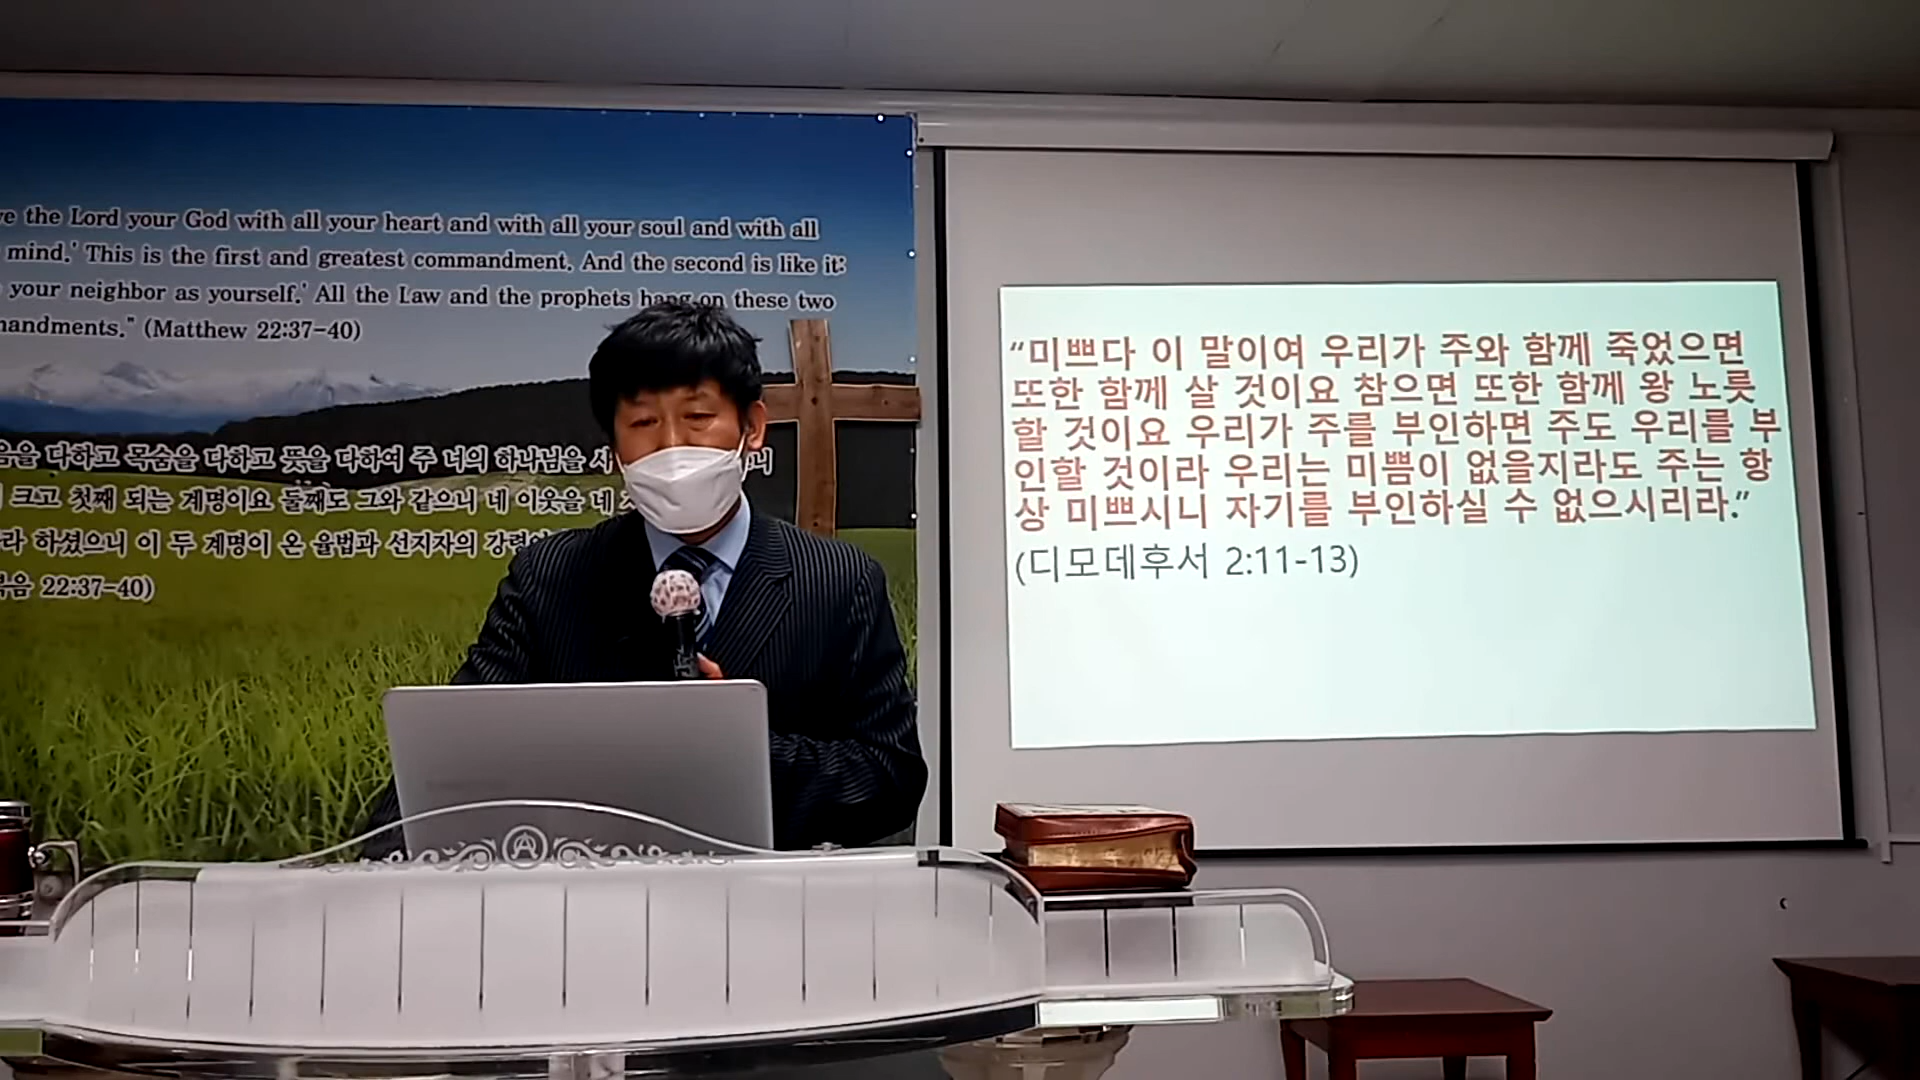 the Lord your God with all your heart and with all your soul and with all
mind.' This is the first and greatest commandment. And the second is like it:
your neighbor as yourself.' All the Law and the prophets hang on these two
(Matthew 22:37-40)
다하고 목숨을 다하고 뜻을 다하여 주 너의 하나님을
크고 첫째 되는 계명이요 둘째도 그와 같으니 네 이웃을 네
하셨으니 이 두 계명이 온 율법과 선지자의
22:37-40)
“미쁘다 이 말이여 우리가 주와 함께 죽었으면
또한 함께 살 것이요 참으면 또한 함께 왕 노릇
할 것이요 우리가 주를 부인하면 주도 우리를 부
인할 것이라 우리는 미쁨이 없을지라도 주는 항
상 미쁘시니 자기를 부인하실 수 없으시리라.”
(디모데후서 2:11-13)